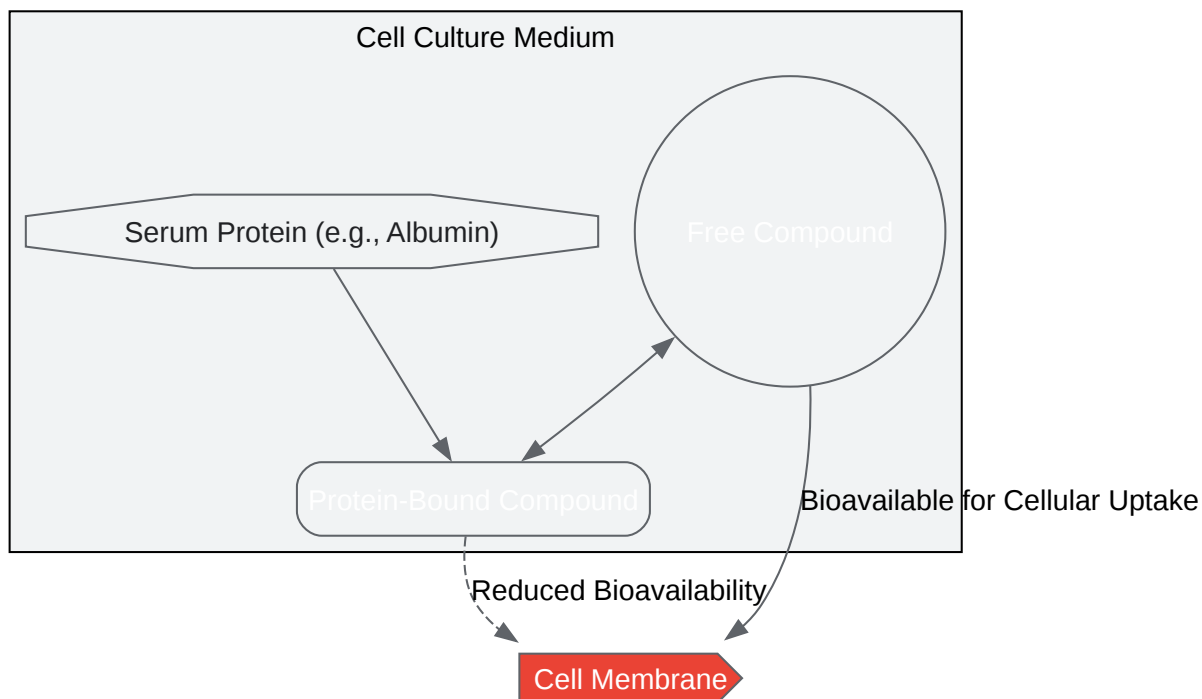 Cell Culture Medium
Serum Protein (e.g., Albumin)
Free Compound
Protein-Bound Compound
Bioavailable for Cellular Uptake
Reduced Bioavailability
Cell Membrane